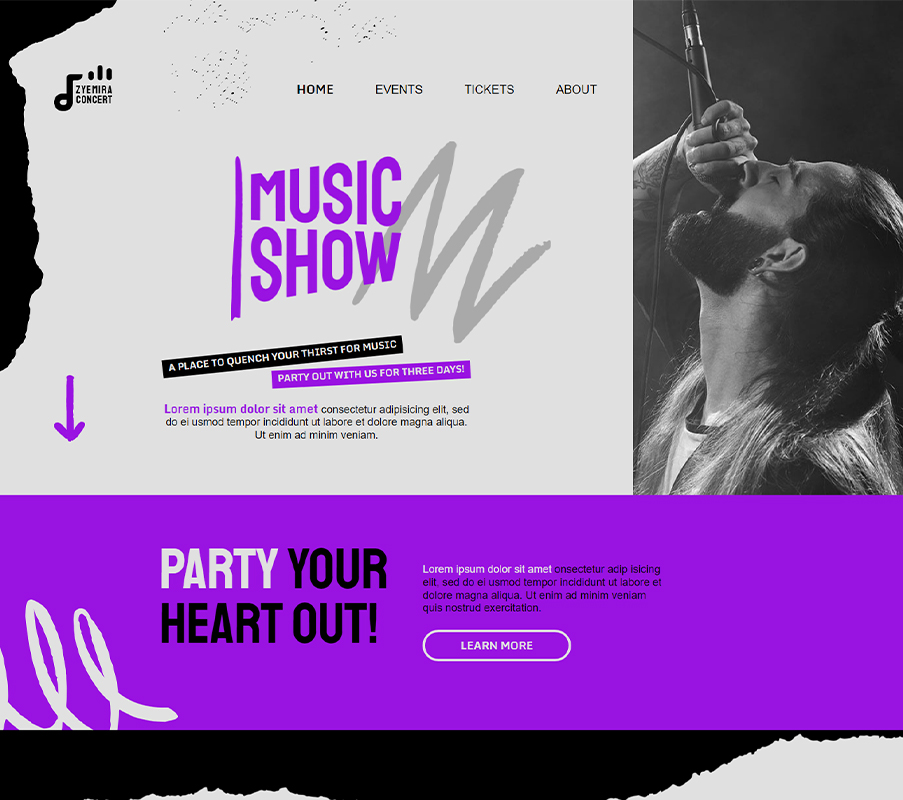 ZYEMIRA
CONCERT
HOME EVENTS TICKETS ABOUT
MUSIC
SHOW
A PLACE TO QUENCH YOUR THIRST FOR MUSIC
PARTY OUT WITH US FOR THREE DAYS!
Lorem ipsum dolor sit amet consectetur adipisicing elit, sed
do ei usmod tempor incididunt ut labore et dolore magna aliqua.
Ut enim ad minim veniam.
PARTY YOUR
HEART OUT!
Lorem ipsum dolor sit amet onsectetur adip isicing
elit, sed do ei usmod tempor incididunt ut labore et
dolore magna aliqua. Ut enim ad minim veniam
quis nostrud exercitation.
LEARN MORE